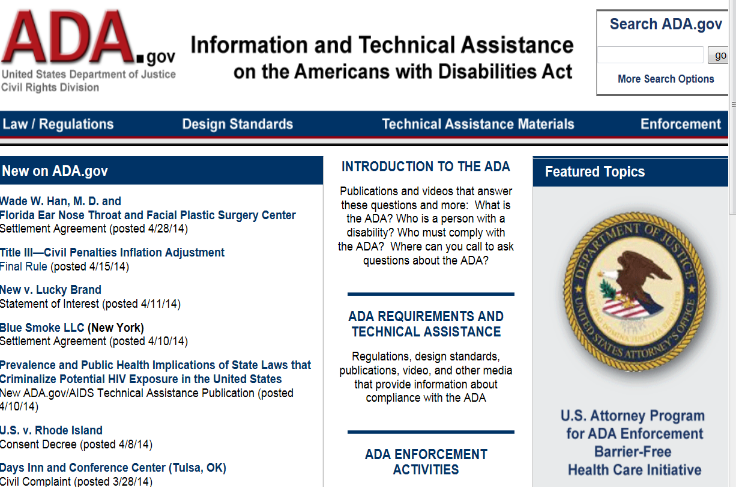 ADA.gov
United States Department of Justice
Civil Rights Division
Information and Technical Assistance
on the Americans with Disabilities Act
Search ADA.gov
go
More Search Options
Law / Regulations
Design Standards
Technical Assistance Materials
Enforcement
New on ADA.gov
Wade W. Han, M. D. and
Florida Ear Nose Throat and Facial Plastic Surgery Center
Settlement Agreement (posted 4/28/14)
Title III—Civil Penalties Inflation Adjustment
Final Rule (posted 4/15/14)
New v. Lucky Brand
Statement of Interest (posted 4/11/14)
Blue Smoke LLC (New York)
Settlement Agreement (posted 4/10/14)
Prevalence and Public Health Implications of State Laws that
Criminalize Potential HIV Exposure in the United States
New ADA.gov/AIDS Technical Assistance Publication (posted
4/10/14)
U.S. v. Rhode Island
Consent Decree (posted 4/8/14)
Days Inn and Conference Center (Tulsa, OK)
Civil Complaint (posted 3/28/14)
INTRODUCTION TO THE ADA
Publications and videos that answer
these questions and more: What is
the ADA? Who is a person with a
disability? Who must comply with
the ADA? Where can you call to ask
questions about the ADA?
ADA REQUIREMENTS AND
TECHNICAL ASSISTANCE
Regulations, design standards,
publications, video, and other media
that provide information about
compliance with the ADA
ADA ENFORCEMENT
ACTIVITIES
Featured Topics
DEPARTMENT OF JUSTICE
UNITED STATES ATTORNEY'S OFFICE
U.S. Attorney Program
for ADA Enforcement
Barrier-Free
Health Care Initiative